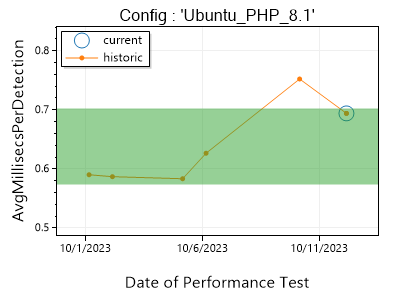 Config : 'Ubuntu_PHP_8.1'
current
historic
AvgMillisecsPerDetection
0.8
0.7
0.6
0.5
10/1/2023
10/6/2023
10/11/2023
Date of Performance Test